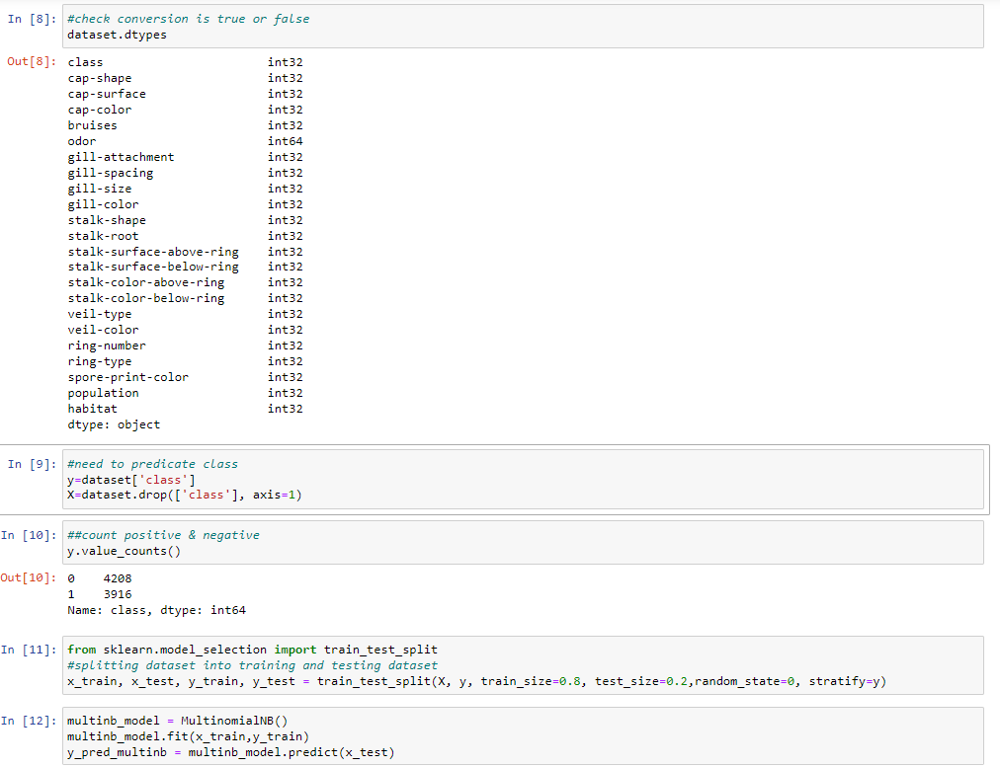 In [8]: #check conversion is true or false
dataset.dtypes
Out[8]: class int32
cap-shape int32
cap-surface int32
cap-color int32
bruises int32
odor int64
gill-attachment int32
gill-spacing int32
gill-size int32
gill-color int32
stalk-shape int32
stalk-root int32
stalk-surface-above-ring int32
stalk-surface-below-ring int32
stalk-color-above-ring int32
stalk-color-below-ring int32
veil-type int32
veil-color int32
ring-number int32
ring-type int32
spore-print-color int32
population int32
habitat int32
dtype: object
In [9]: #need to predicate class
y=dataset['class']
X=dataset.drop(['class'], axis=1)
In [10]: ##count positive & negative
y.value_counts()
Out[10]: 0 4208
1 3916
Name: class, dtype: int64
In [11]: from sklearn.model_selection import train_test_split
#splitting dataset into training and testing dataset
x_train, x_test, y_train, y_test = train_test_split(X, y, train_size=0.8, test_size=0.2,random_state=0, stratify=y)
In [12]: multinb_model = MultinomialNB()
multinb_model.fit(x_train,y_train)
y_pred_multinb = multinb_model.predict(x_test)